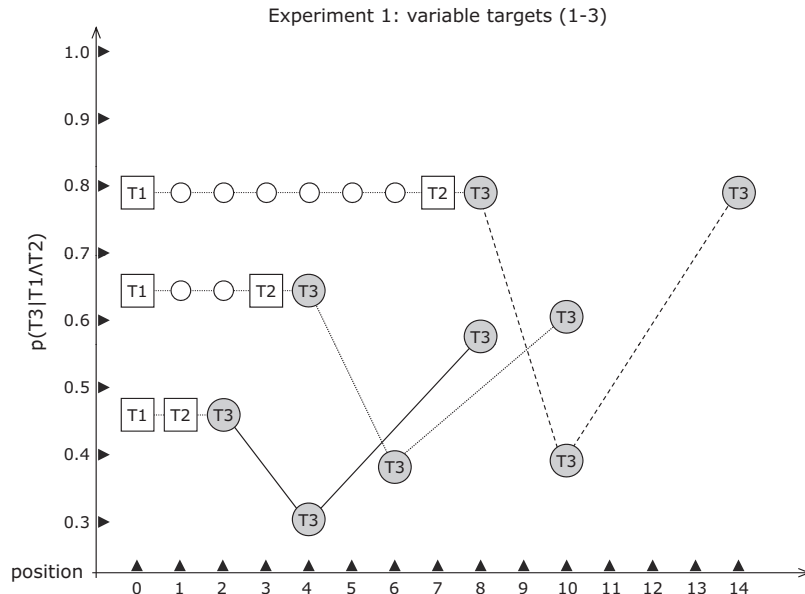 Experiment 1: variable targets (1-3)
p(T3|T1ΛT2)
1.0
0.9
0.8
T1 T2 T3 T3
0.7
T1 T2 T3
0.6
T3
T3
0.5
T1 T2 T3
0.4
T3 T3
0.3
T3
position
0 1 2 3 4 5 6 7 8 9 10 11 12 13 14